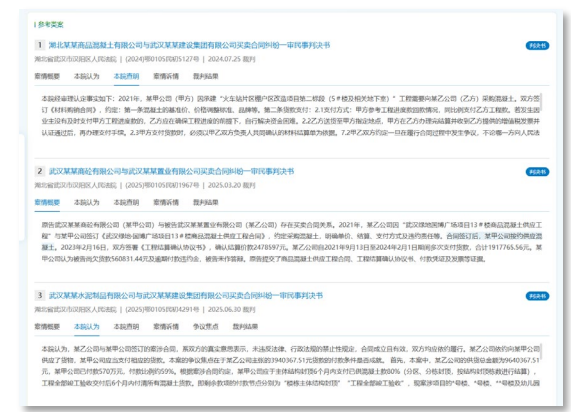 参考类案
1 湖北某某商品混凝土有限公司与武汉某某建设集团有限公司买卖合同纠纷一审民事判决书 判决书
湖北省武汉市汉阳区人民法院 | (2024)鄂0105民初5127号 | 2024.07.25 裁判
案情概要 本院认为 本院查明 案情诉情 裁判结果
本院经审理认定事实如下：2021年，某甲公司（甲方）因承建“火车站片区棚户区改造项目第二标段（5#楼及相关地下室）”工程需要向某乙公司（乙方）采购混凝土。双方签
订《材料购销合同》，约定：第一条混凝土的基准价、价格调整标准、品牌等。第二条货款支付：2.1支付方式：甲方参考工程进度款回款情况，同比例支付乙方工程款。若发生因
业主没有及时支付甲方工程进度款的，乙方应在确保工程进度的前提下，自行解决资金困难。2.2乙方送货至甲方指定地点，甲方在乙方办理完结算并收到乙方提供的增值税发票并
认证通过后，再办理支付手续。2.3甲方支付货款时，必须以甲乙双方负责人共同确认的材料结算单为依据。7.2甲乙双方约定一旦在履行合同过程中发生争议，不论哪一方向人民法
2 武汉某某商砼有限公司与武汉某某置业有限公司买卖合同纠纷一审民事判决书 判决书
湖北省武汉市汉阳区人民法院 | (2025)鄂0105民初1967号 | 2025.03.20 裁判
案情概要 本院认为 本院查明 案情诉情 裁判结果
原告武汉某某商砼有限公司（某甲公司）与被告武汉某某置业有限公司（某乙公司）存在买卖合同关系。2021年，某乙公司因“武汉绿地国博广场项目13#楼商品混凝土供应工
程”与某甲公司签订《武汉绿地·国博广场项目13#楼商品混凝土供应工程合同》，约定采购混凝土，明确单价、结算、支付方式及违约责任等。合同签订后，某甲公司按约供应混
凝土。2023年2月16日，双方签署《工程结算确认协议书》，确认结算价款2478597元。某乙公司自2021年9月13日至2024年2月1日期间多次支付货款，合计1917765.56元。某
甲公司认为被告尚欠货款560831.44元及逾期付款违约金，被告未作答辩。原告提交了商品混凝土供应工程合同、工程结算确认协议书、付款凭证及发票等证据。
3 武汉某某水泥制品有限公司与武汉某某建设集团有限公司买卖合同纠纷一审民事判决书 判决书
湖北省武汉市汉阳区人民法院 | (2025)鄂0105民初4291号 | 2025.06.30 裁判
案情概要 本院认为 本院查明 案情诉情 争议焦点 裁判结果
本院认为，某乙公司与某甲公司签订的案涉合同，系双方的真实意思表示，未违反法律、行政法规的禁止性规定，合同成立且有效，双方均应依约履行。某乙公司依约向某甲公司
供应了货物，某甲公司应当支付相应的货款。本案的争议焦点在于某乙公司主张的3940367.51元货款的付款条件是否成就。首先，本案中，某乙公司的供货总金额为9640367.51
元，某甲公司已付款570万元，付款比例约59%。根据案涉合同约定，某甲公司应于主体结构封顶6个月内支付已供混凝土款80%（分区、分栋封顶，按结构封顶栋数进行结算），
工程全部竣工验收交付后6个月内付清所有混凝土货款。即剩余款项的付款节点分别为“楼栋主体结构封顶”“工程全部竣工验收”，现案涉项目的*号楼、*号楼、**号楼及幼儿园